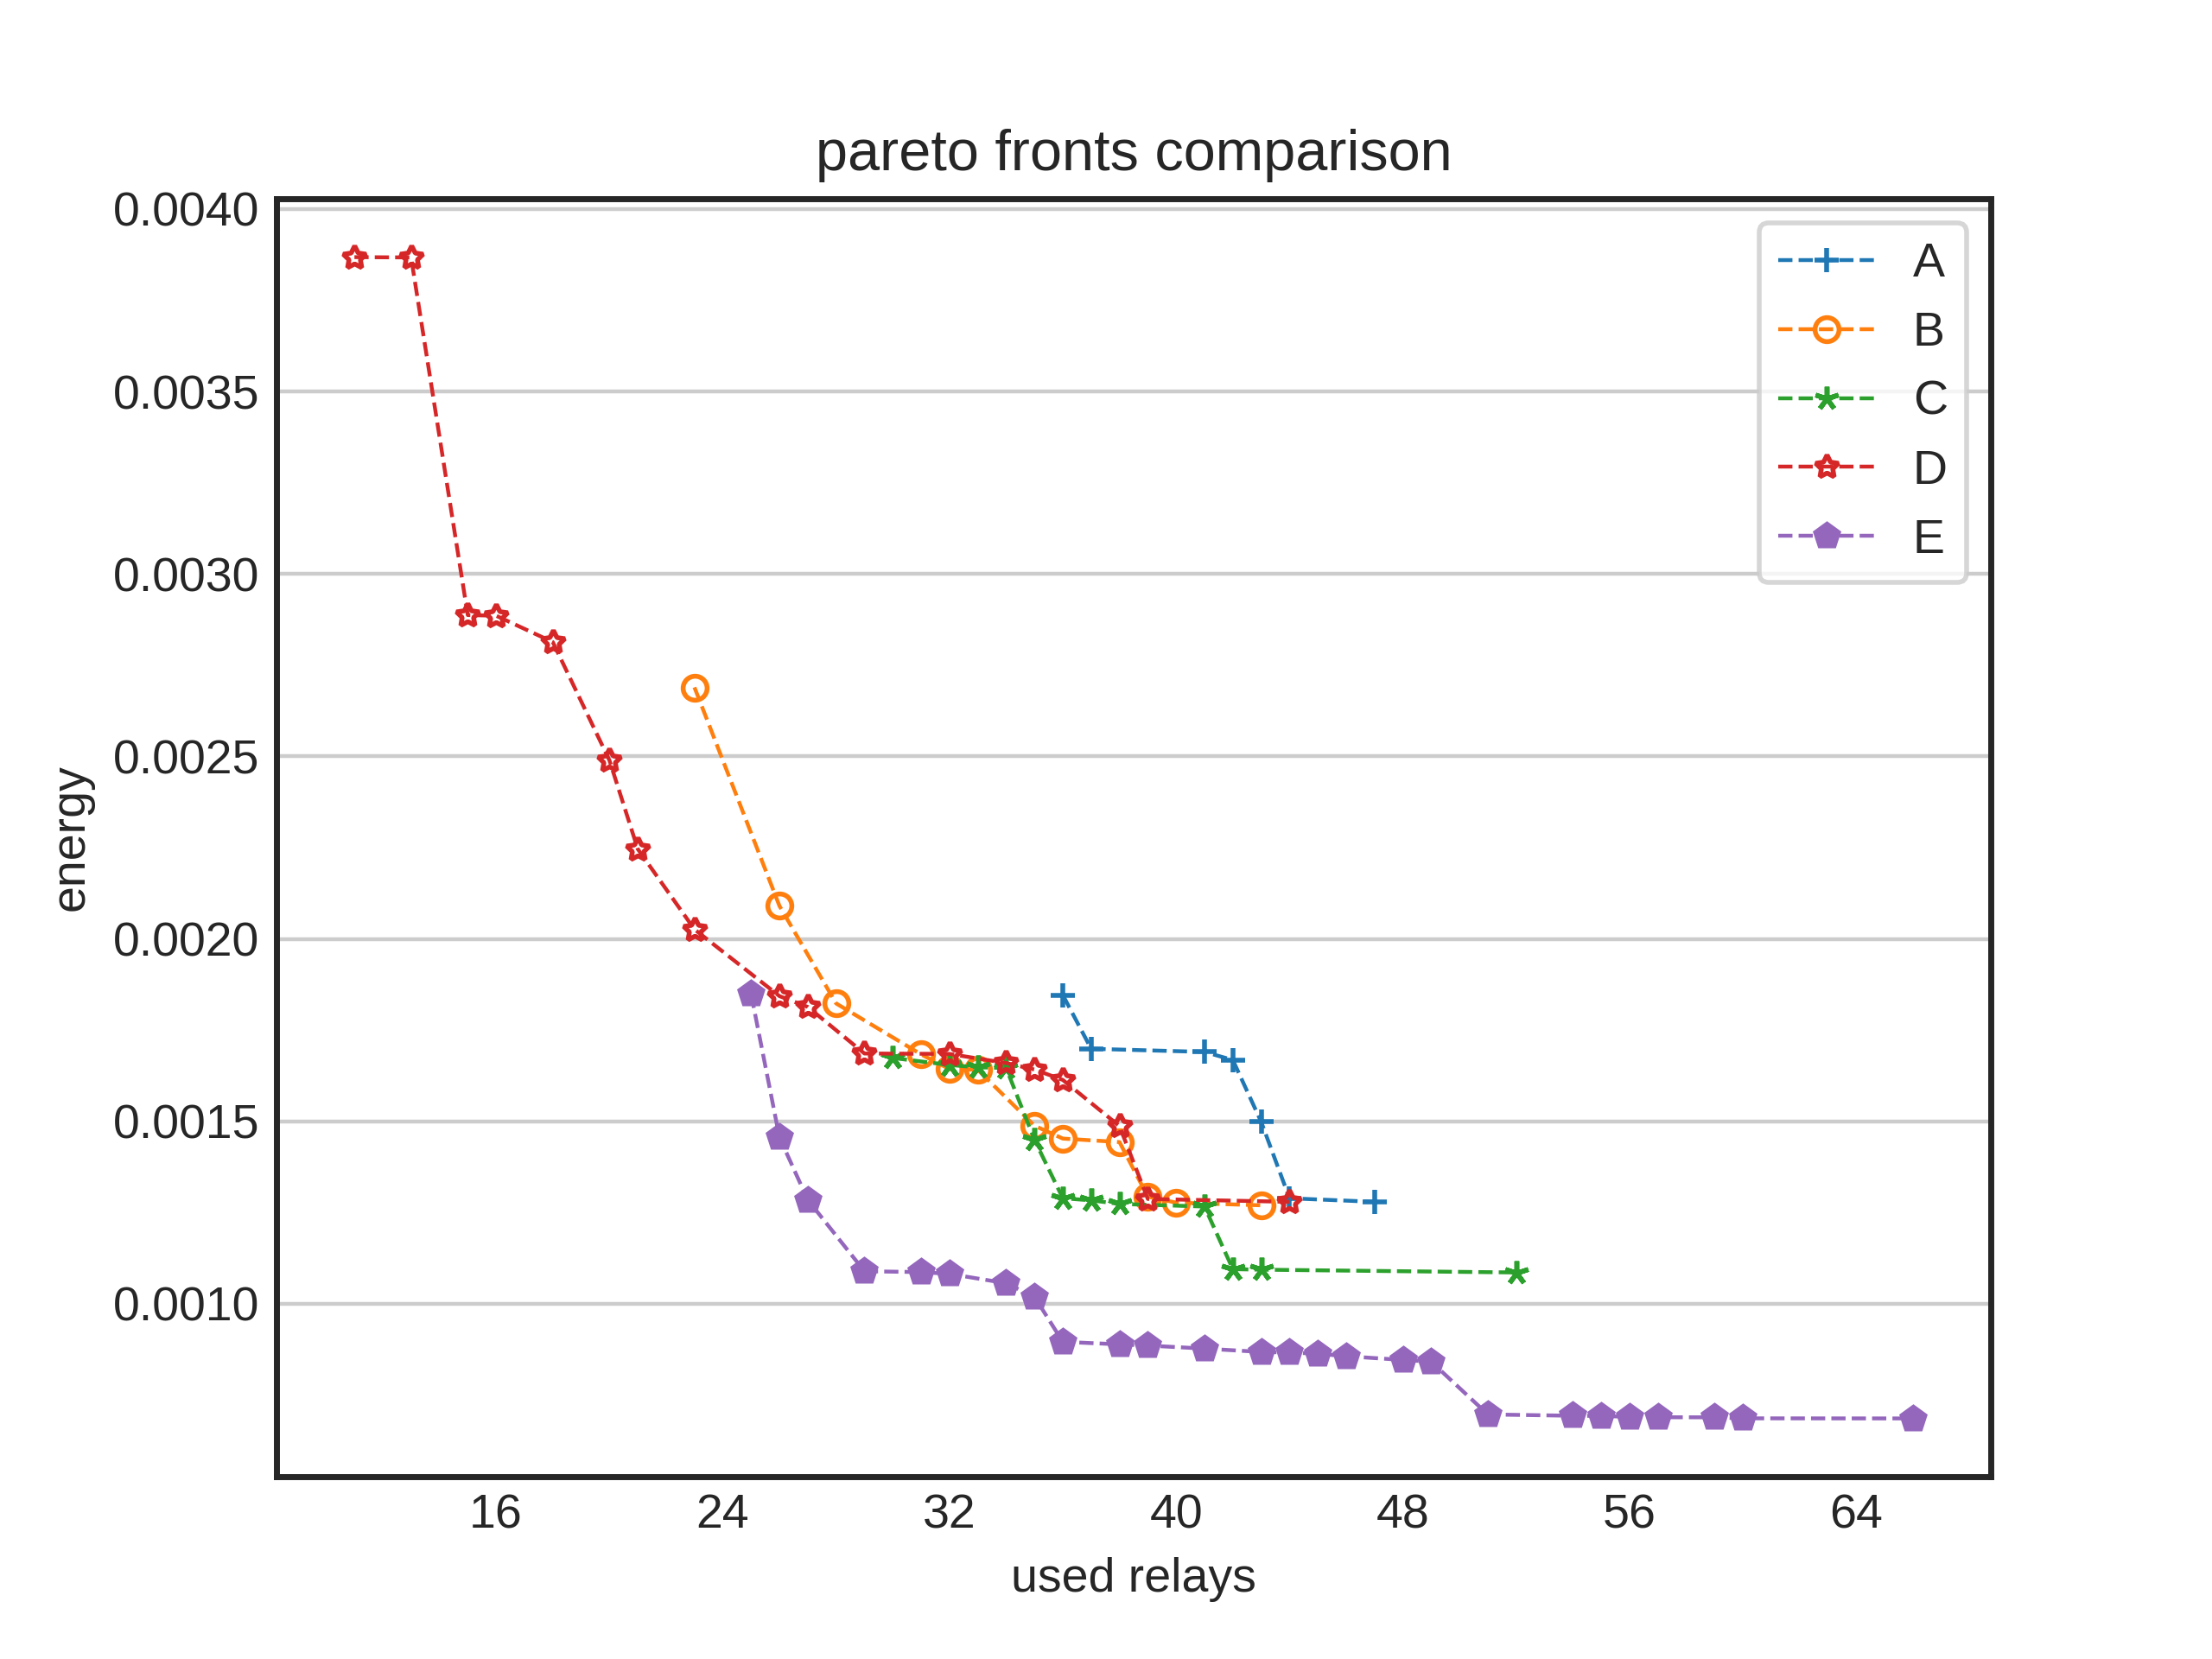 pareto fronts comparison
0.0040
0.0035
0.0030
0.0025
0.0020
0.0015
0.0010
energy
A
B
C
D
E
16 24 32 40 48 56 64
used relays